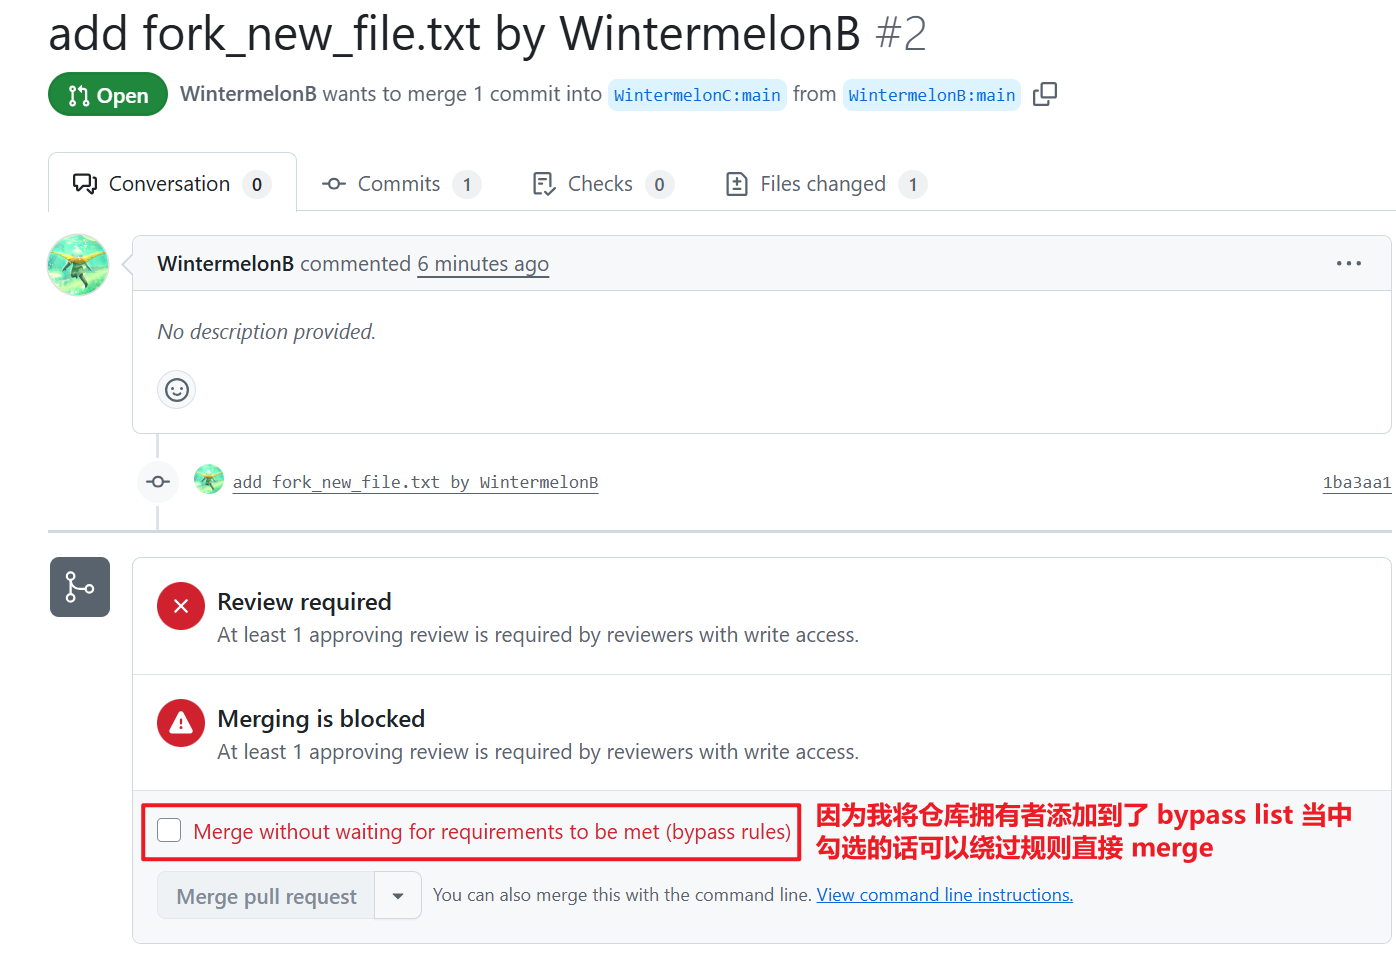 add fork_new_file.txt by WintermelonB #2
Open WintermelonB wants to merge 1 commit into WintermelonC:main from WintermelonB:main
Conversation 0 Commits 1 Checks 0 Files changed 1
WintermelonB commented 6 minutes ago
No description provided.
add fork_new_file.txt by WintermelonB 1ba3aa1
Review required
At least 1 approving review is required by reviewers with write access.
Merging is blocked
At least 1 approving review is required by reviewers with write access.
Merge without waiting for requirements to be met (bypass rules)
因为我将仓库拥有者添加到了 bypass list 当中
勾选的话可以绕过规则直接 merge
Merge pull request You can also merge this with the command line. View command line instructions.